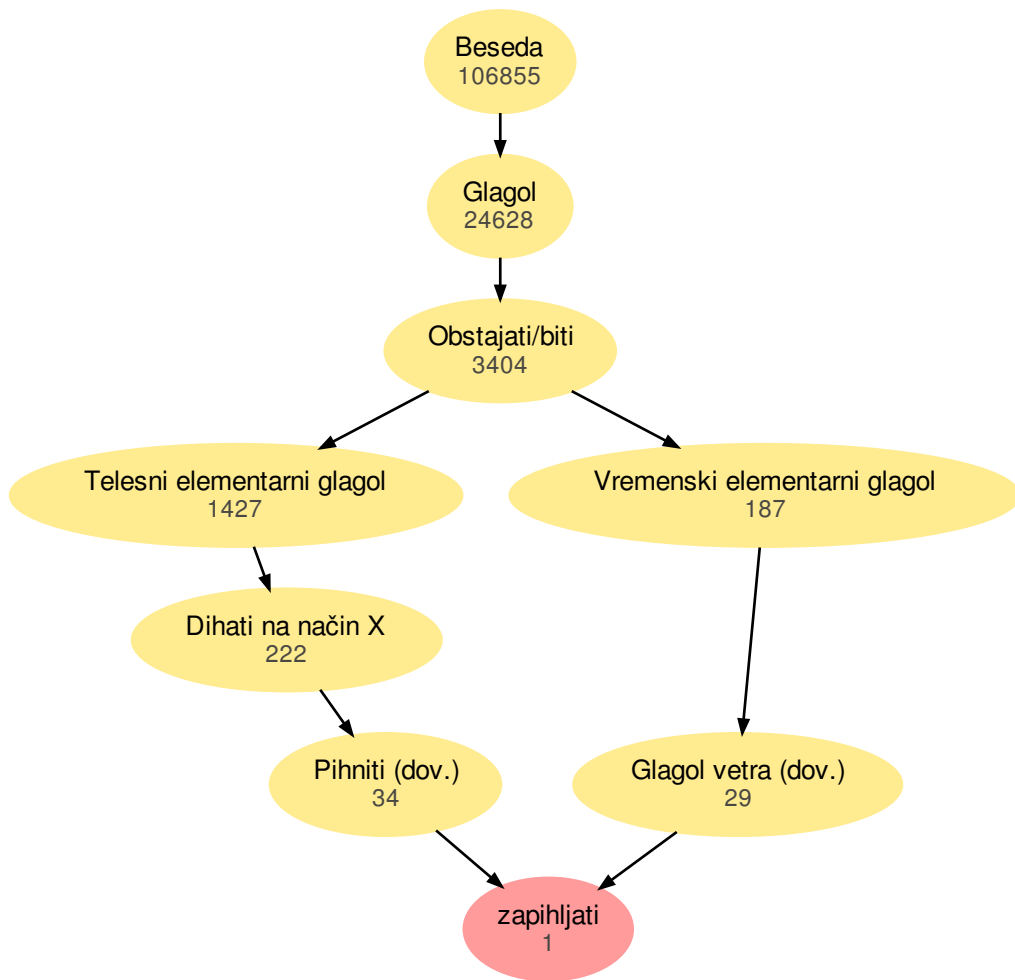 Beseda
106855
Glagol
24628
Obstajati/biti
3404
Telesni elementarni glagol
1427
Vremenski elementarni glagol
187
Dihati na način X
222
Pihniti (dov.)
34
Glagol vetra (dov.)
29
zapihljati
1